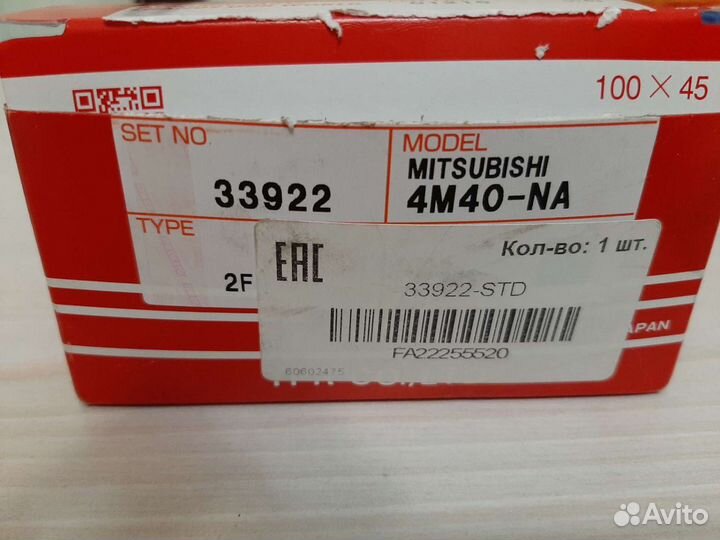 100 × 45
SET NO.
33922
MODEL
MITSUBISHI
4M40-NA
TYPE
2F
EAC
Кол-во: 1 шт.
33922-STD
FA22255520
60602475
JAPAN
Avito